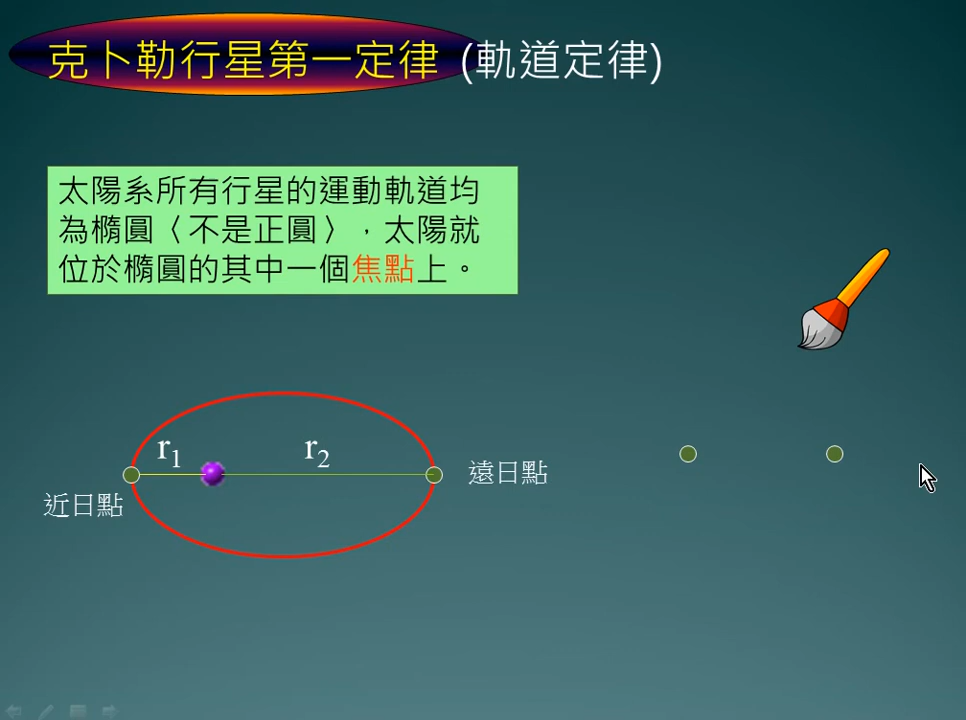 克卜勒行星第一定律 (軌道定律)
太陽系所有行星的運動軌道均
為橢圓〈不是正圓〉，太陽就
位於橢圓的其中一個焦點上。
r₁ r₂
遠日點
近日點